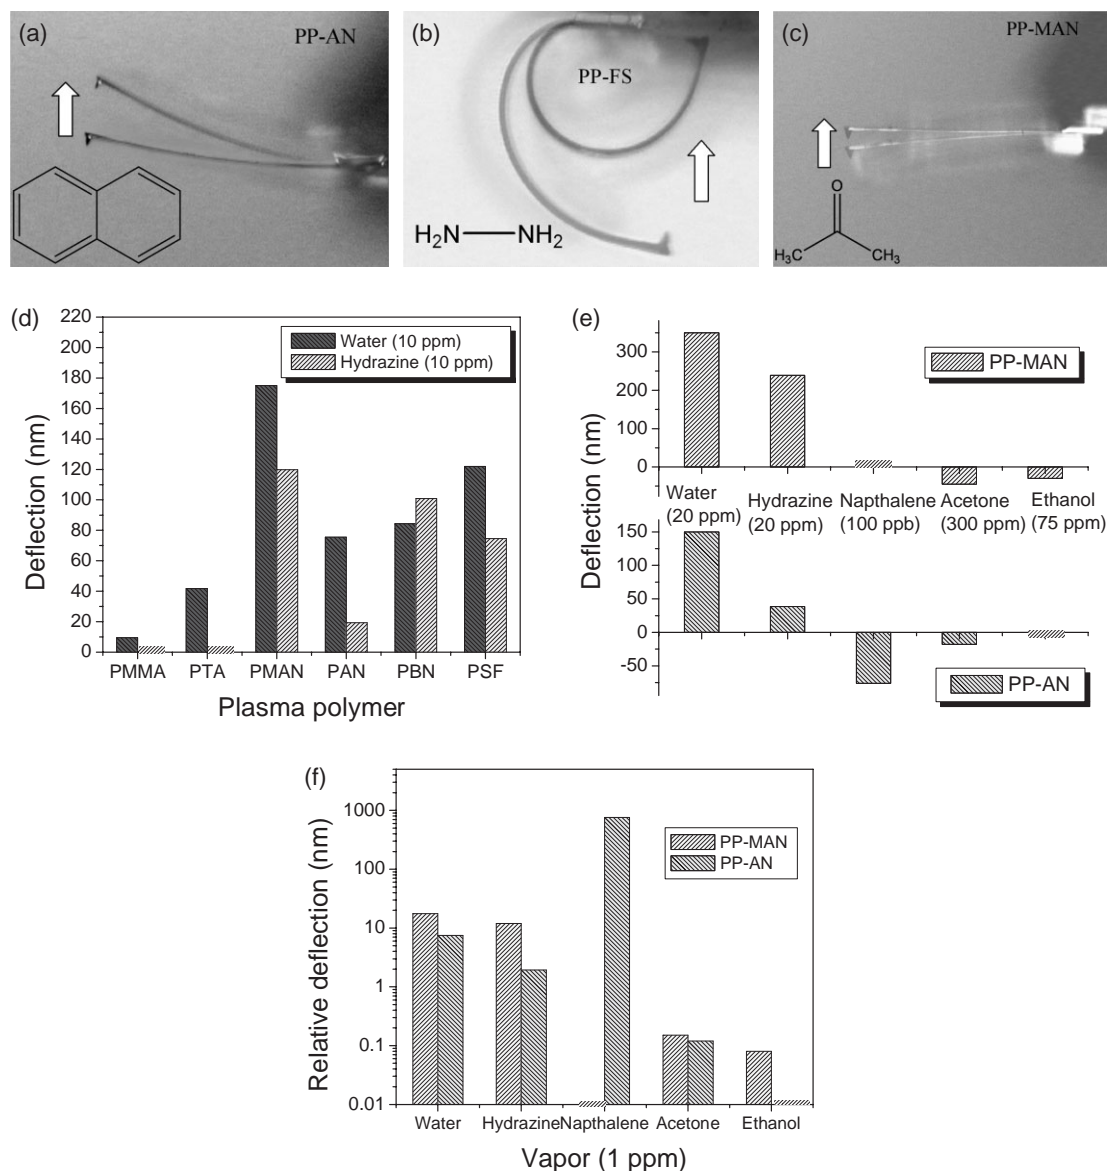 (a)
PP-AN
(b)
PP-FS
H₂N—NH₂
(c)
PP-MAN
O
H₃C CH₃
(d)
220
200
180
160
140
120
100
80
60
40
20
0
Deflection (nm)
Water (10 ppm)
Hydrazine (10 ppm)
PMMA PTA PMAN PAN PBN PSF
Plasma polymer
(e)
300
200
100
0
PP-MAN
Deflection (nm)
Water Hydrazine Napthalene Acetone Ethanol
(20 ppm) (20 ppm) (100 ppb) (300 ppm) (75 ppm)
150
100
50
0
-50
PP-AN
(f)
1000
100
10
1
0.1
0.01
Relative deflection (nm)
PP-MAN
PP-AN
Water Hydrazine Napthalene Acetone Ethanol
Vapor (1 ppm)